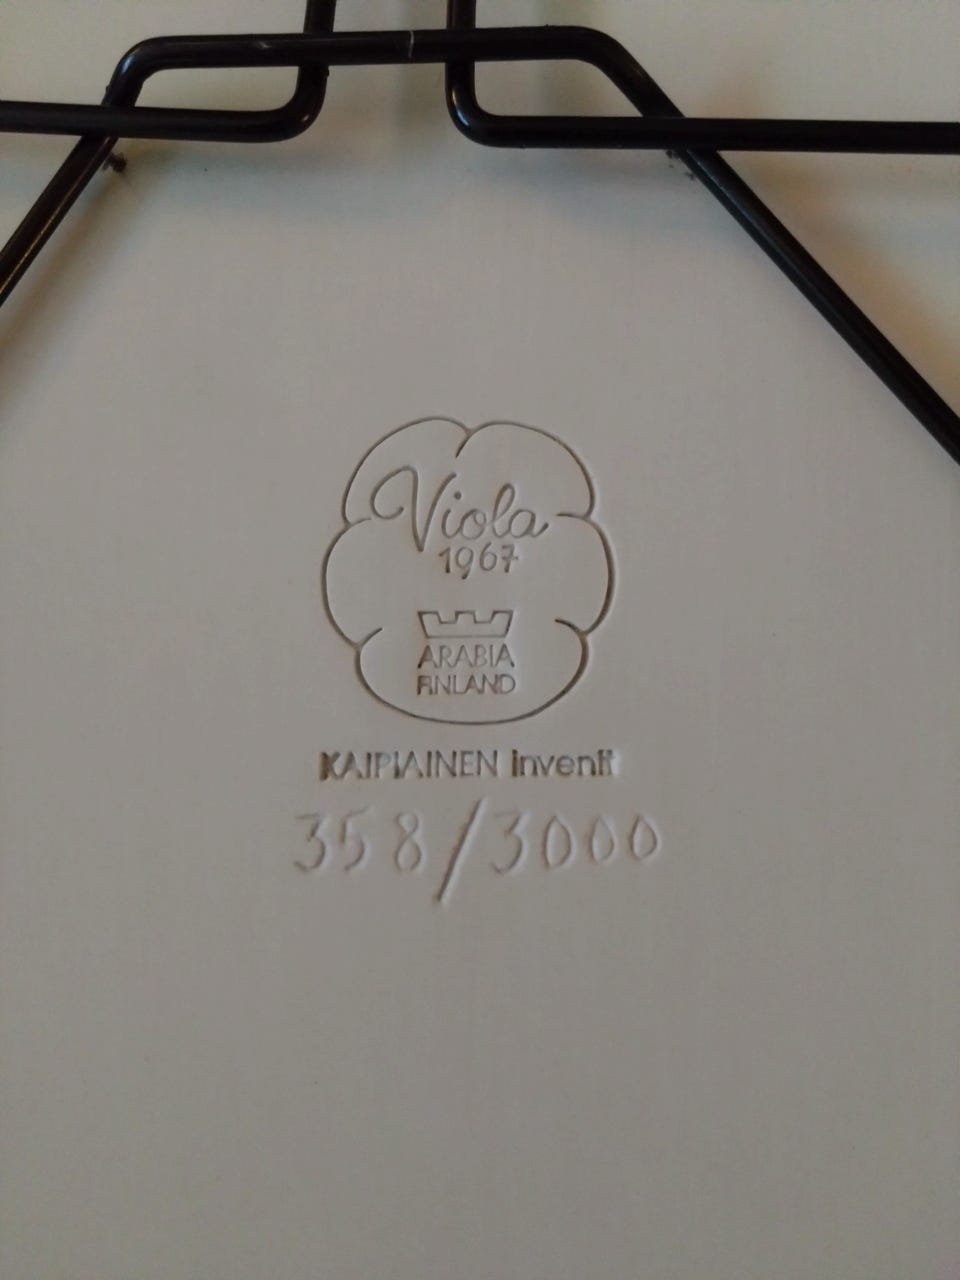 Viola
1967
ARABIA
FINLAND
KAIPIAINEN invenit
358/3000